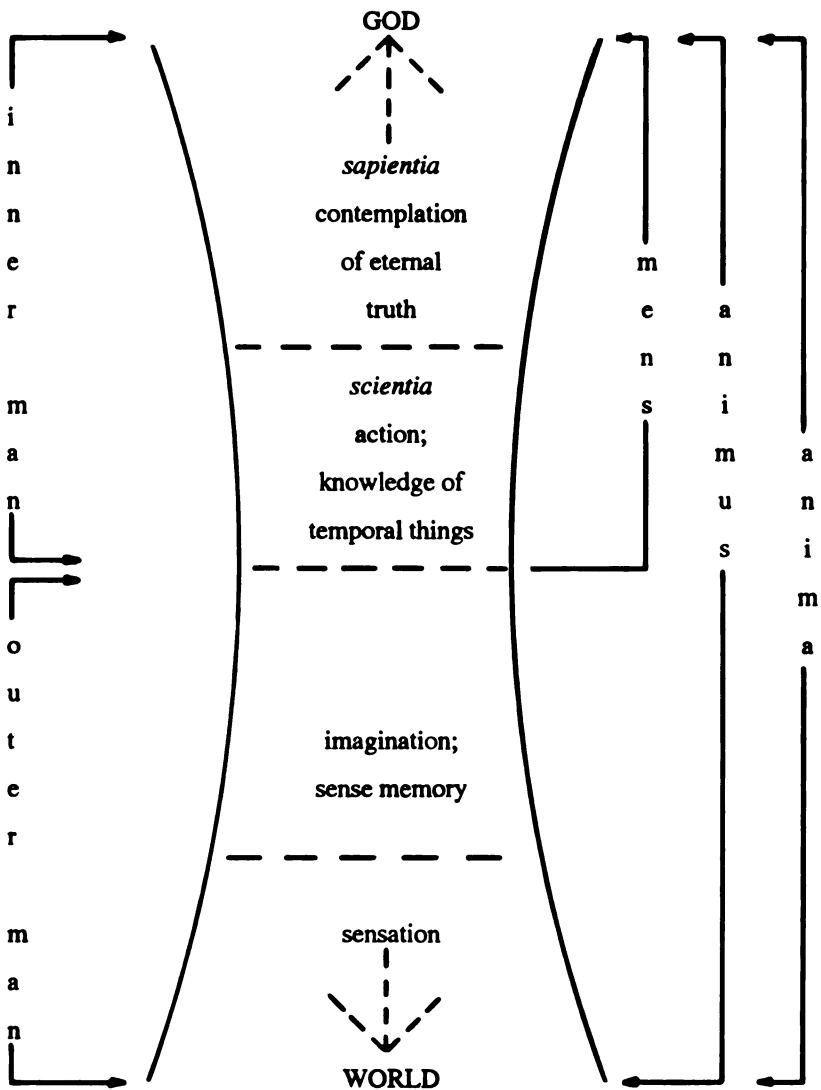 GOD
sapientia
contemplation
of eternal
truth
scientia
action;
knowledge of
temporal things
imagination;
sense memory
sensation
WORLD
inner man
outer man
mens
animus
anima